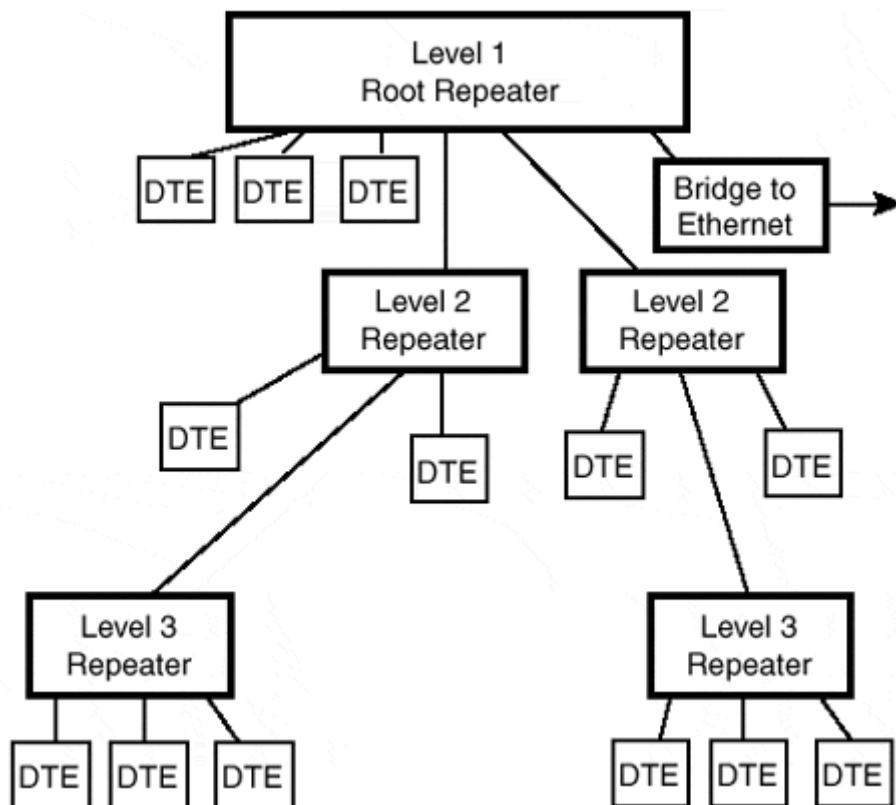 Level 1
Root Repeater
DTE
DTE
DTE
Bridge to
Ethernet
Level 2
Repeater
Level 2
Repeater
DTE
DTE
DTE
DTE
Level 3
Repeater
Level 3
Repeater
DTE
DTE
DTE
DTE
DTE
DTE